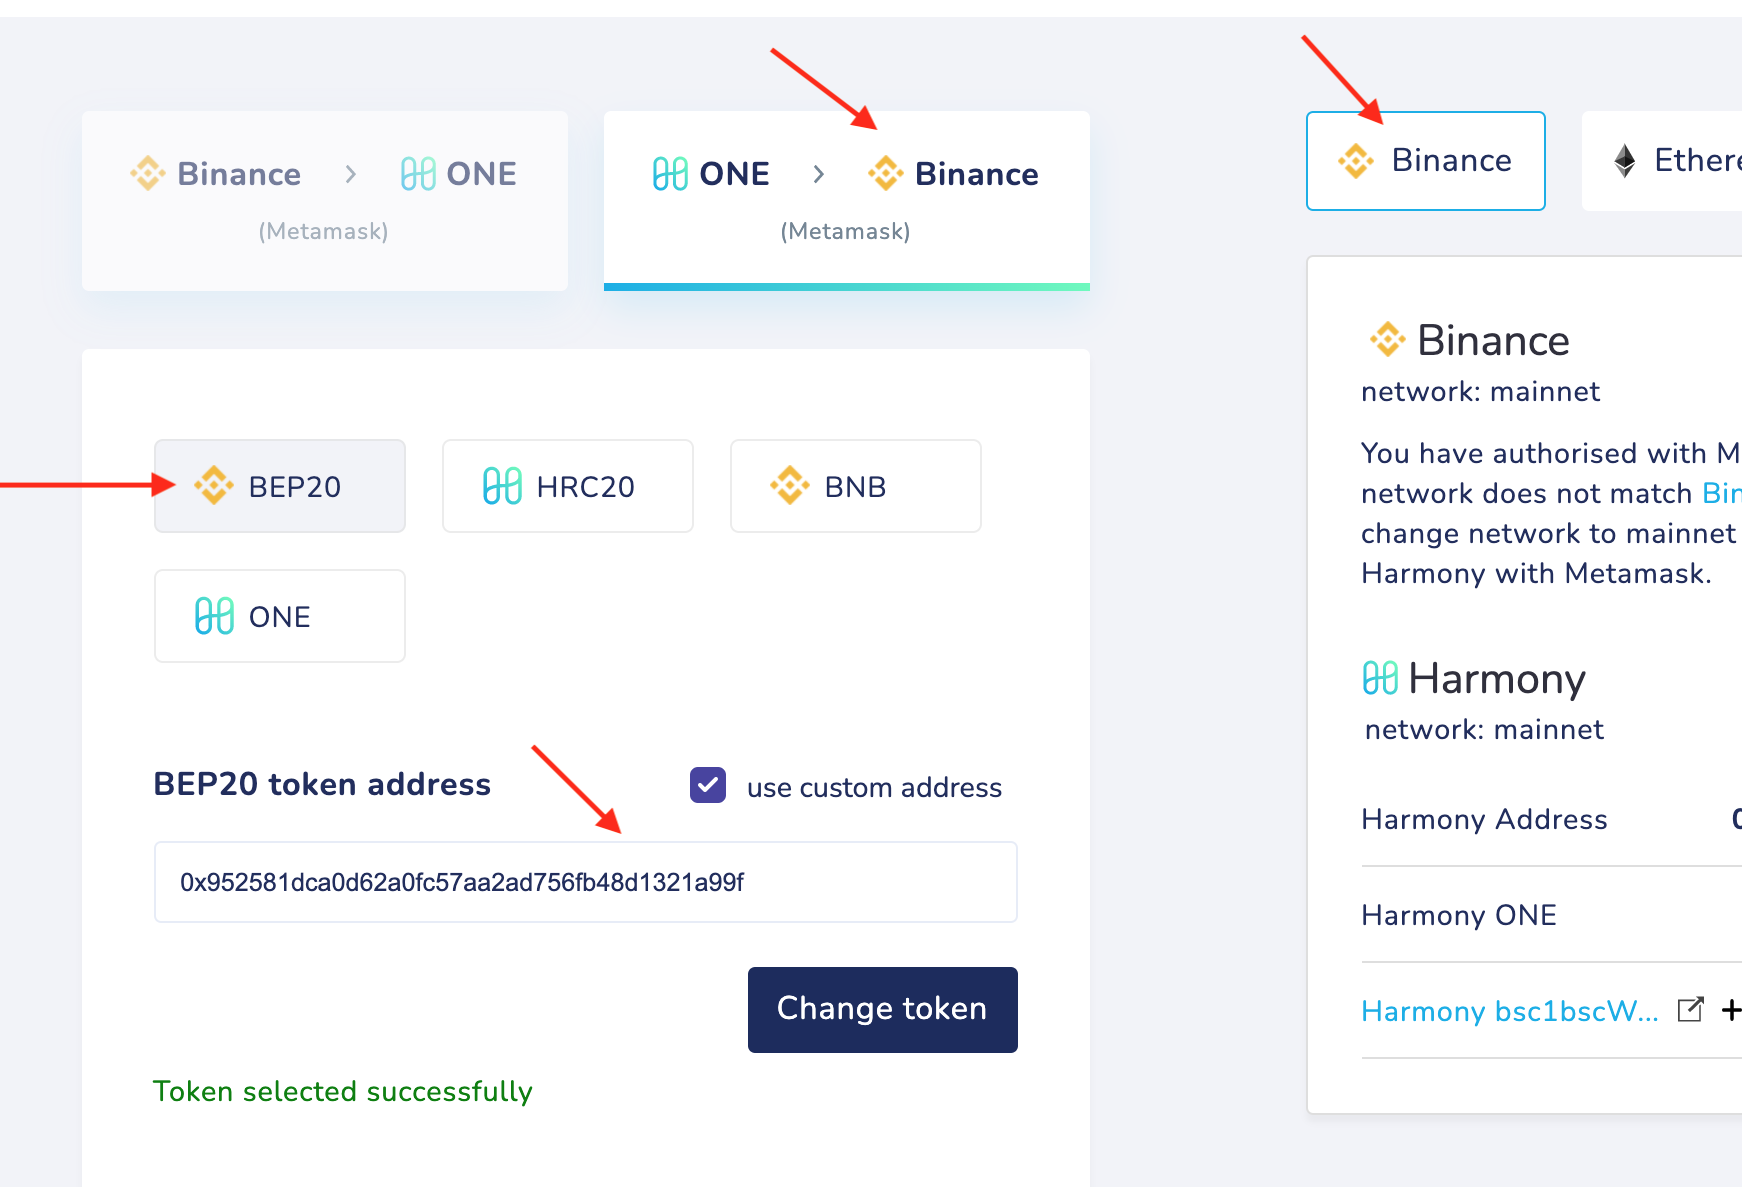 Binance > ONE
(Metamask)
ONE > Binance
(Metamask)
BEP20
HRC20
BNB
ONE
BEP20 token address
use custom address
0x952581dca0d62a0fc57aa2ad756fb48d1321a99f
Change token
Token selected successfully
Binance
Binance
network: mainnet
You have authorised with
network does not match
change network to mainnet
Harmony with Metamask.
Harmony
network: mainnet
Harmony Address
Harmony ONE
Harmony bsc1bscW... +